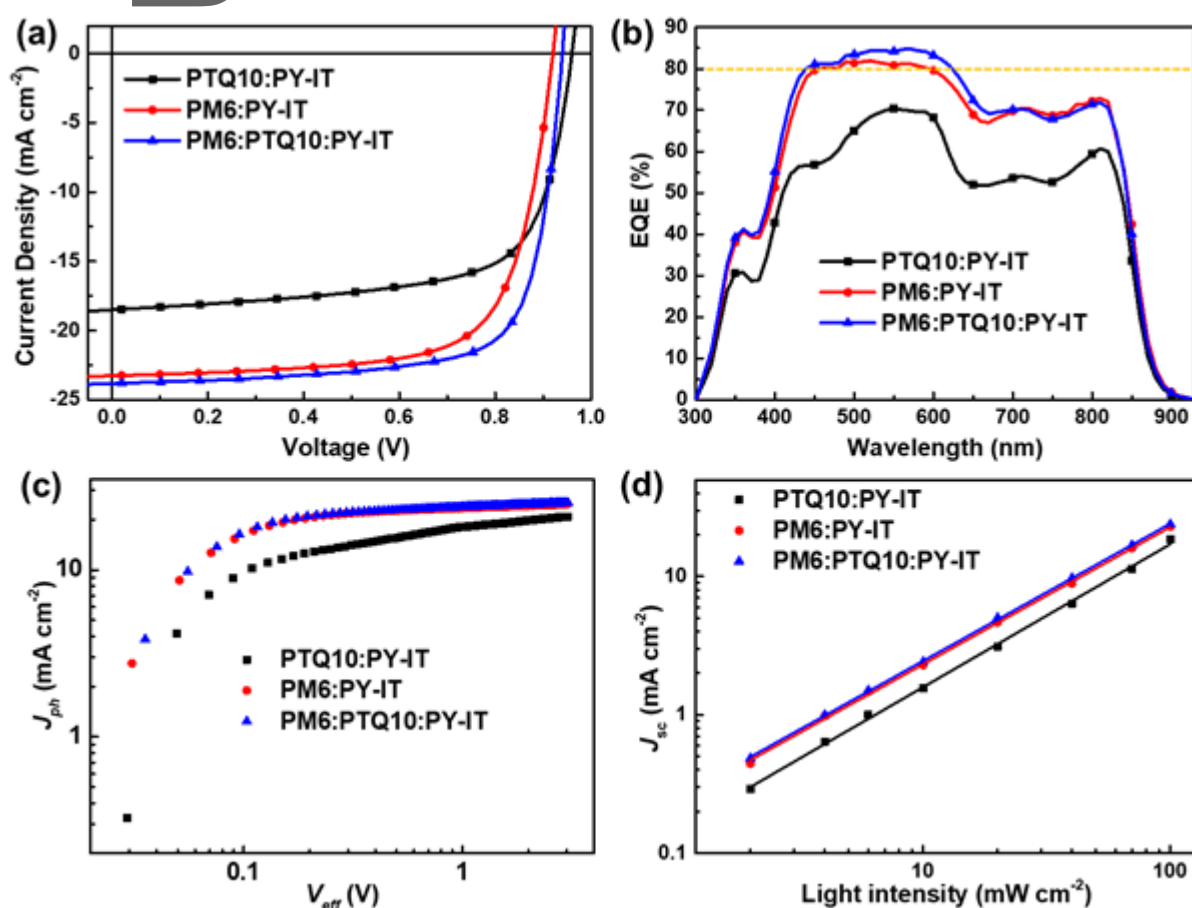 (a)
0
-5
-10
-15
-20
-25
Current Density (mA cm⁻²)
PTQ10:PY-IT
PM6:PY-IT
PM6:PTQ10:PY-IT
0.0 0.2 0.4 0.6 0.8 1.0
Voltage (V)
(b)
90
80
70
60
50
40
30
20
10
0
EQE (%)
PTQ10:PY-IT
PM6:PY-IT
PM6:PTQ10:PY-IT
300 400 500 600 700 800 900
Wavelength (nm)
(c)
10
1
Jph (mA cm⁻²)
PTQ10:PY-IT
PM6:PY-IT
PM6:PTQ10:PY-IT
0.1 1
Veff (V)
(d)
PTQ10:PY-IT
PM6:PY-IT
PM6:PTQ10:PY-IT
10
1
0.1
Jsc (mA cm⁻²)
10 100
Light intensity (mW cm⁻²)